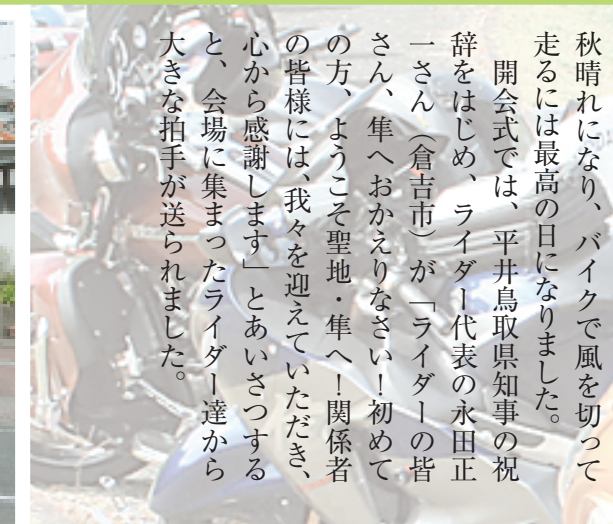 秋晴れになり、バイクで風を切って
走るには最高の日になりました。
開会式では、平井鳥取県知事の祝
辞をはじめ、ライダー代表の永田正
一さん（倉吉市）が「ライダーの皆
さん、隼へおかえりなさい！初めて
の方、ようこそ聖地・隼へ！関係者
の皆様には、我々を迎えていただき、
心から感謝します」とあいさつする
と、会場に集まったライダー達から
大きな拍手が送られました。